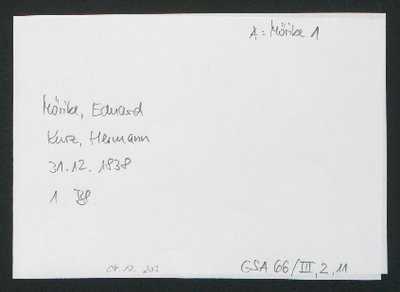 A: Mörike 1
Mörike, Eduard
Kurz, Hermann
31.12.1838
1 Bl.
GSA 66/III,2,11